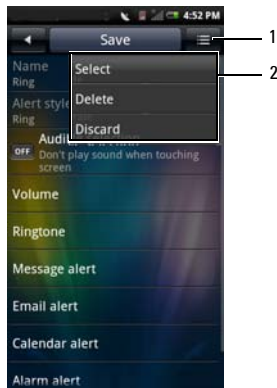 4:52 PM
Save
1
2
Name
Ring
Select
Delete
Discard
Alert style
Ring
OFF
Don't play sound when touching
screen
Volume
Ringtone
Message alert
Email alert
Calendar alert
Alarm alert